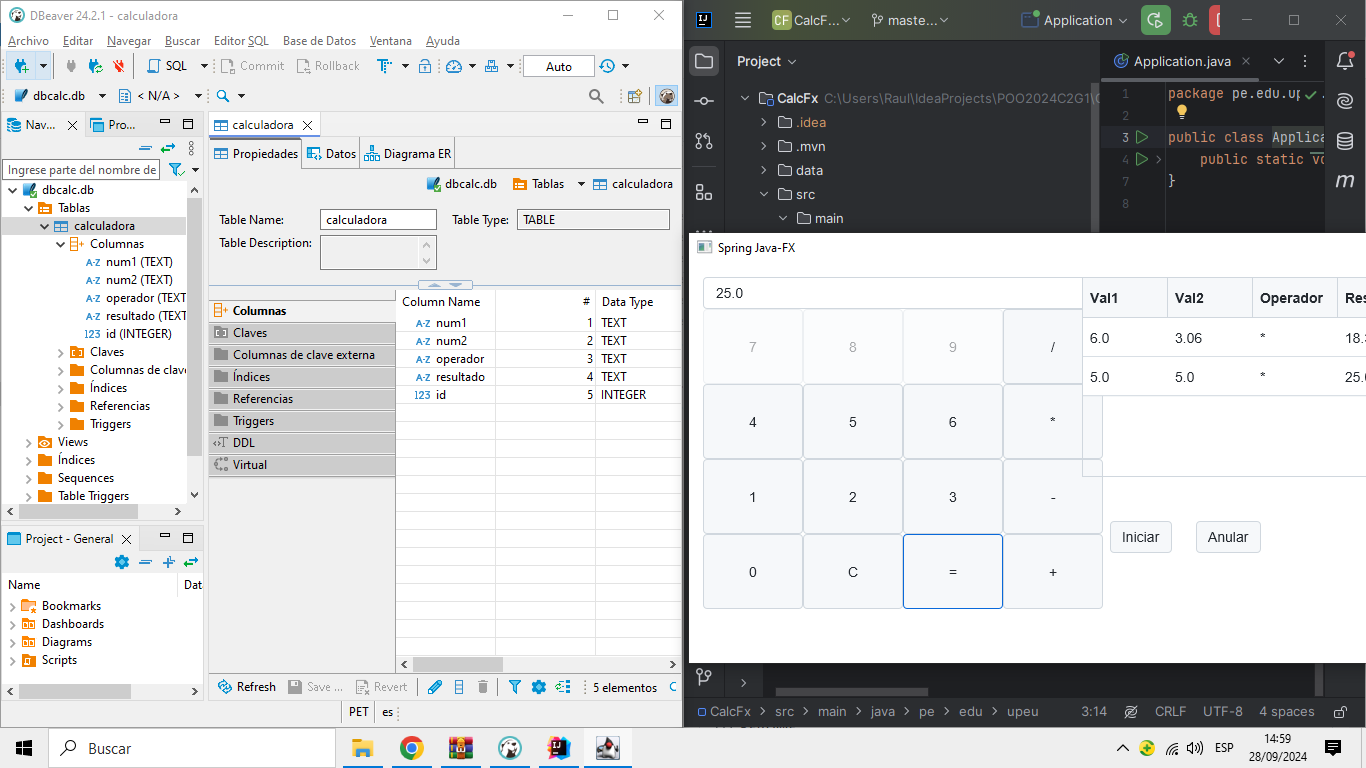 DBeaver 24.2.1 - calculadora
Archivo Editar Navegar Buscar Editor SQL Base de Datos Ventana Ayuda
SQL Commit Rollback Auto
dbcalc.db < N/A >
Nav... Pro...
Ingrese parte del nombre de
dbcalc.db
Tablas
calculadora
Columnas
A-Z num1 (TEXT)
A-Z num2 (TEXT)
A-Z operador (TEXT
A-Z resultado (TEXT
123 id (INTEGER)
Claves
Columnas de clave
Índices
Referencias
Triggers
Views
Índices
Sequences
Table Triggers
Project - General
Name Dat
Bookmarks
Dashboards
Diagrams
Scripts
calculadora
Propiedades Datos Diagrama ER
dbcalc.db Tablas calculadora
Table Name: calculadora Table Type: TABLE
Table Description:
Columnas
Claves
Columnas de clave externa
Índices
Referencias
Triggers
DDL
Virtual
Column Name # Data Type
A-Z num1 1 TEXT
A-Z num2 2 TEXT
A-Z operador 3 TEXT
A-Z resultado 4 TEXT
123 id 5 INTEGER
Refresh Save ... Revert 5 elementos
PET es
CF CalcF... maste... Application
Project
CalcFx C:\Users\Raul\IdeaProjects\POO2024C2G1\
.idea
.mvn
data
src
main
Application.java
1 package pe.edu.up
2
3 public class Applica
4 public static vo
7 }
8
Spring Java-FX
25.0
7 8 9 /
4 5 6 *
1 2 3 -
0 C = +
Val1 Val2 Operador Res
6.0 3.06 * 18.3
5.0 5.0 * 25.0
Iniciar Anular
CalcFx > src > main > java > pe > edu > upeu 3:14 CRLF UTF-8 4 spaces
Buscar
ESP
14:59
28/09/2024